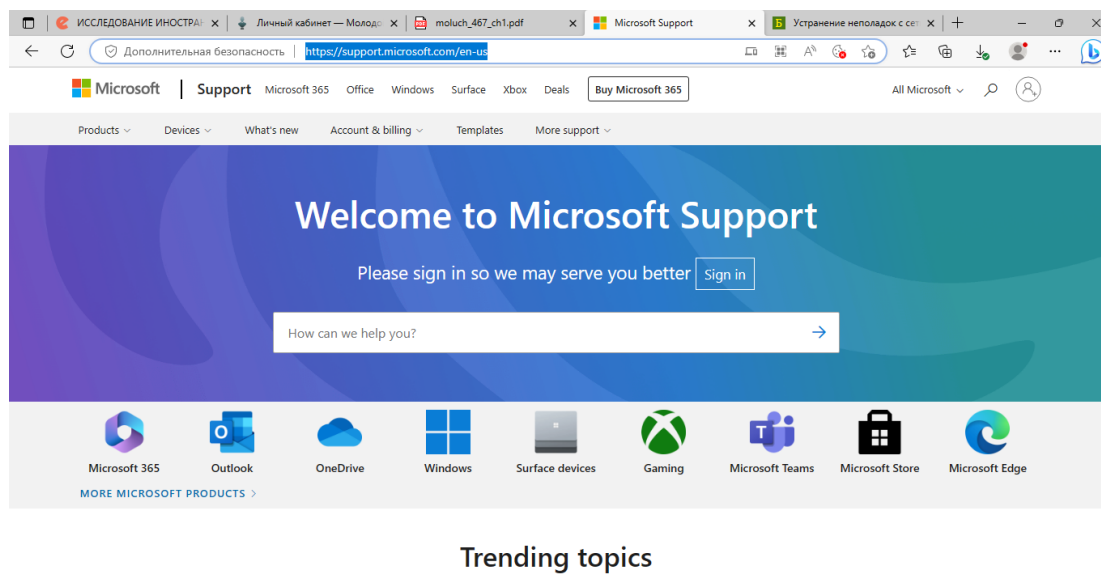 ИССЛЕДОВАНИЕ ИНОСТРАН
Личный кабинет — Молодо
moluch_467_ch1.pdf
Microsoft Support
Устранение неполадок с сет
Дополнительная безопасность
https://support.microsoft.com/en-us
Microsoft Support Microsoft 365 Office Windows Surface Xbox Deals Buy Microsoft 365 All Microsoft
Products Devices What's new Account & billing Templates More support
Welcome to Microsoft Support
Please sign in so we may serve you better Sign in
How can we help you?
Microsoft 365 Outlook OneDrive Windows Surface devices Gaming Microsoft Teams Microsoft Store Microsoft Edge
MORE MICROSOFT PRODUCTS >
Trending topics